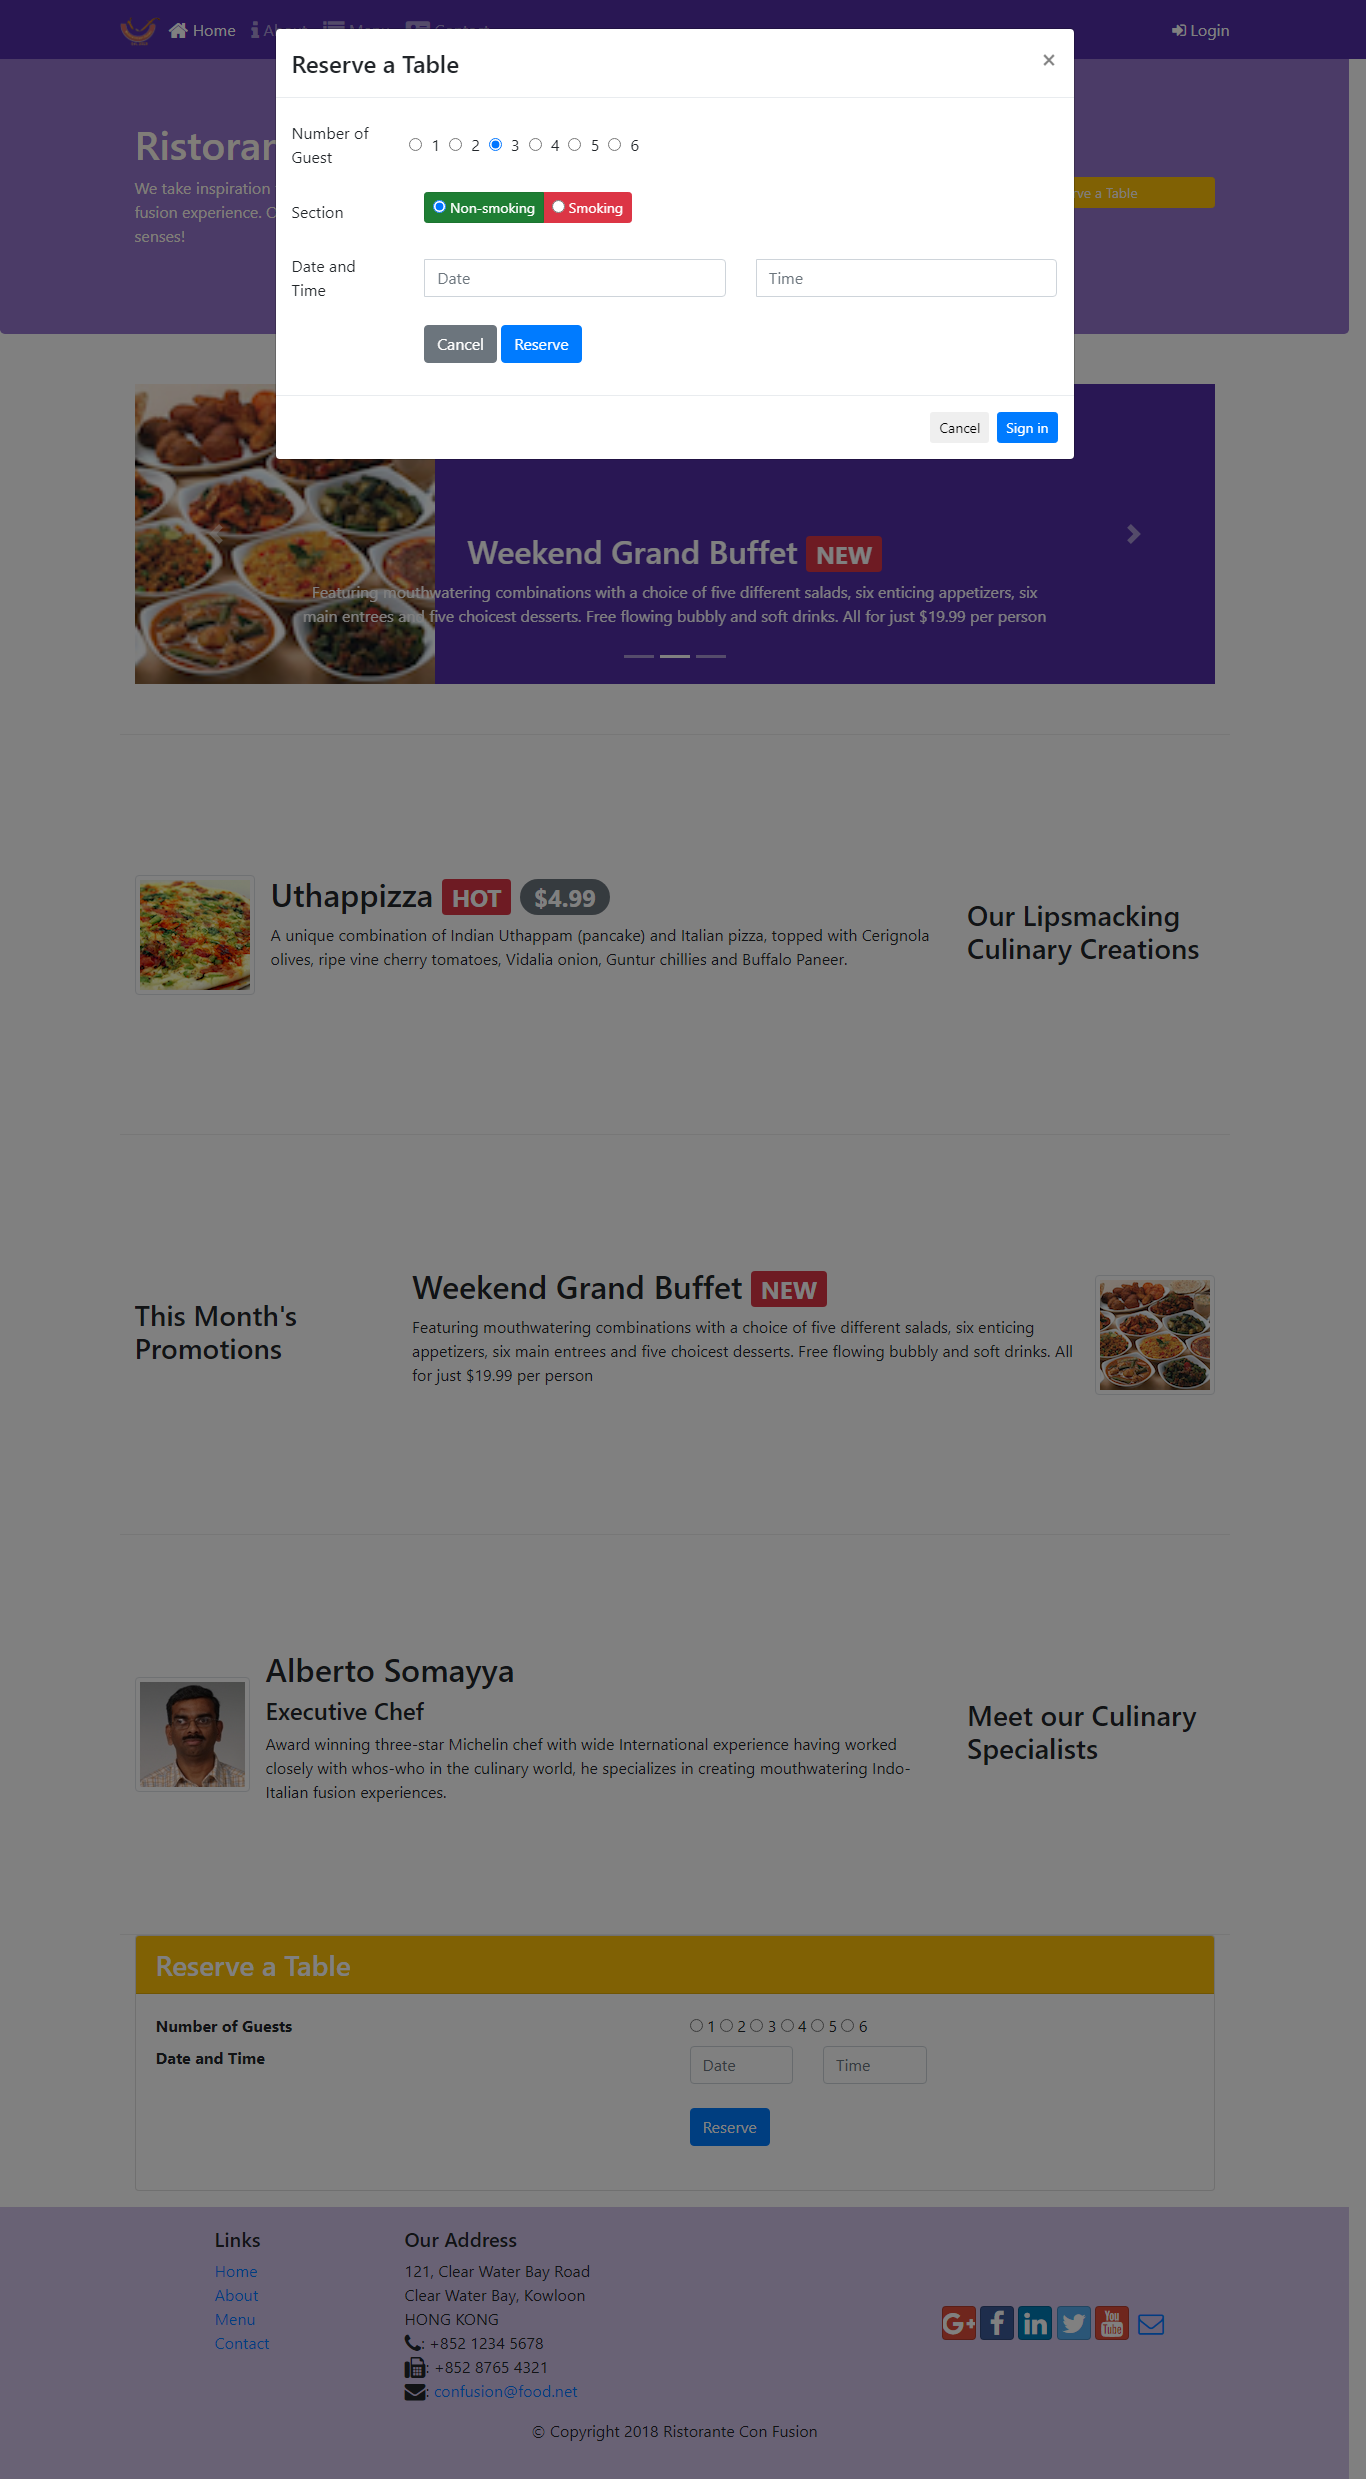 Home
Login
Reserve a Table ×
Number of
Guest
1 2 3 4 5 6
Section
Non-smoking Smoking
Date and
Time
Date
Time
Cancel Reserve
Cancel Sign in
We take inspiration
fusion experience.
senses!
a Table
Weekend Grand Buffet NEW
Featuring mouthwatering combinations with a choice of five different salads, six enticing appetizers, six
main entrees and five choicest desserts. Free flowing bubbly and soft drinks. All for just $19.99 per person
Uthappizza HOT $4.99
A unique combination of Indian Uthappam (pancake) and Italian pizza, topped with Cerignola
olives, ripe vine cherry tomatoes, Vidalia onion, Guntur chillies and Buffalo Paneer.
Our Lipsmacking
Culinary Creations
This Month's
Promotions
Weekend Grand Buffet NEW
Featuring mouthwatering combinations with a choice of five different salads, six enticing
appetizers, six main entrees and five choicest desserts. Free flowing bubbly and soft drinks. All
for just $19.99 per person
Alberto Somayya
Executive Chef
Award winning three-star Michelin chef with wide International experience having worked
closely with whos-who in the culinary world, he specializes in creating mouthwatering Indo-
Italian fusion experiences.
Meet our Culinary
Specialists
Reserve a Table
Number of Guests
1 2 3 4 5 6
Date and Time
Date
Time
Reserve
Links
Home
About
Menu
Contact
Our Address
121, Clear Water Bay Road
Clear Water Bay, Kowloon
HONG KONG
: +852 1234 5678
: +852 8765 4321
: confusion@food.net
You
Tube
© Copyright 2018 Ristorante Con Fusion